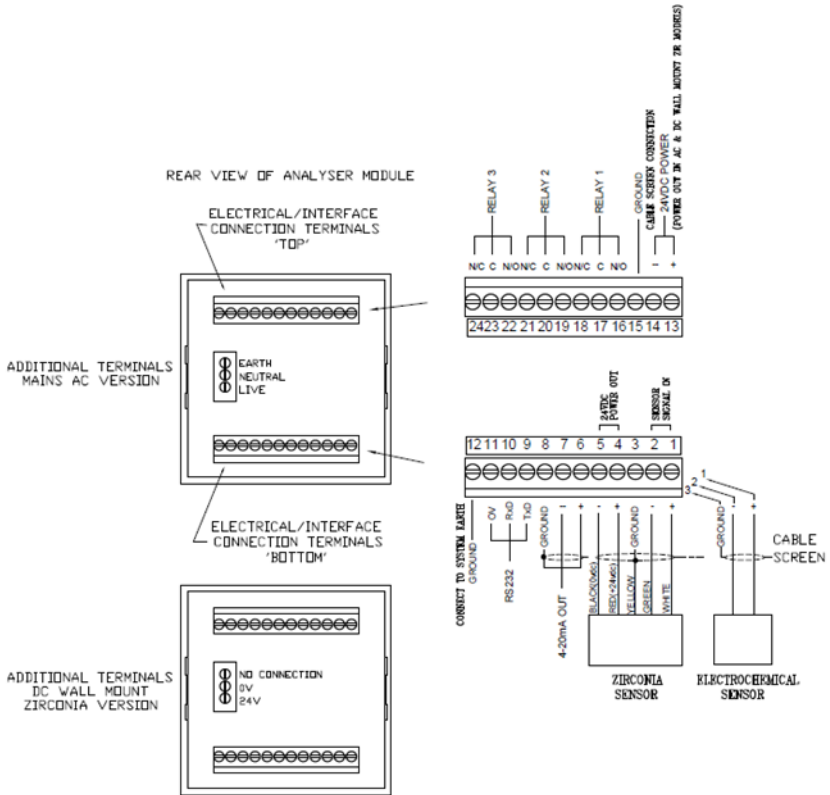 REAR VIEW OF ANALYSER MODULE
ELECTRICAL/INTERFACE
CONNECTION TERMINALS
'TOP'
ADDITIONAL TERMINALS
MAINS AC VERSION
EARTH
NEUTRAL
LIVE
ELECTRICAL/INTERFACE
CONNECTION TERMINALS
'BOTTOM'
ADDITIONAL TERMINALS
DC WALL MOUNT
ZIRCONIA VERSION
NO CONNECTION
0V
24V
RELAY 3
RELAY 2
RELAY 1
GROUND
CABLE SCREEN CONNECTION
24VDC POWER
(POWER OUT IN AC & DC WALL MOUNT ZR MODELS)
N/C C N/O N/C C N/O N/C C N/O − +
24 23 22 21 20 19 18 17 16 15 14 13
24VDC
POWER OUT
SENSOR
SIGNAL IN
12 11 10 9 8 7 6 5 4 3 2 1
1
2
3
CONNECT TO SYSTEM EARTH
GROUND
0V
RxD
TxD
RS232
GROUND
− +
4-20mA OUT
− + GROUND − +
BLACK(0vdc)
RED(+24vdc)
YELLOW
GREEN
WHITE
GROUND
− +
CABLE
SCREEN
ZIRCONIA
SENSOR
ELECTROCHEMICAL
SENSOR